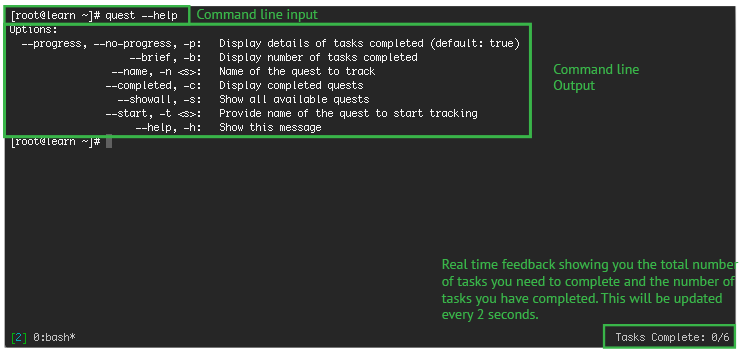 [root@learn ~]# quest --help
Command line input
Options:
--progress, --no-progress, -p: Display details of tasks completed (default: true)
--brief, -b: Display number of tasks completed
--name, -n <s>: Name of the quest to track
--completed, -c: Display completed quests
--showall, -s: Show all available quests
--start, -t <s>: Provide name of the quest to start tracking
--help, -h: Show this message
Command line
Output
[root@learn ~]#
Real time feedback showing you the total number
of tasks you need to complete and the number of
tasks you have completed. This will be updated
every 2 seconds.
[2] 0:bash*
Tasks Complete: 0/6